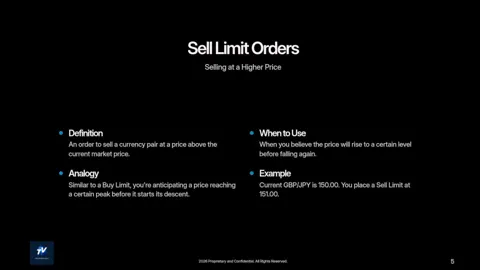 Sell Limit Orders
Selling at a Higher Price
Definition
An order to sell a currency pair at a price above the
current market price.
Analogy
Similar to a Buy Limit, you're anticipating a price reaching
a certain peak before it starts its descent.
When to Use
When you believe the price will rise to a certain level
before falling again.
Example
Current GBP/JPY is 150.00. You place a Sell Limit at
151.00.
2026 Proprietary and Confidential. All Rights Reserved.
5